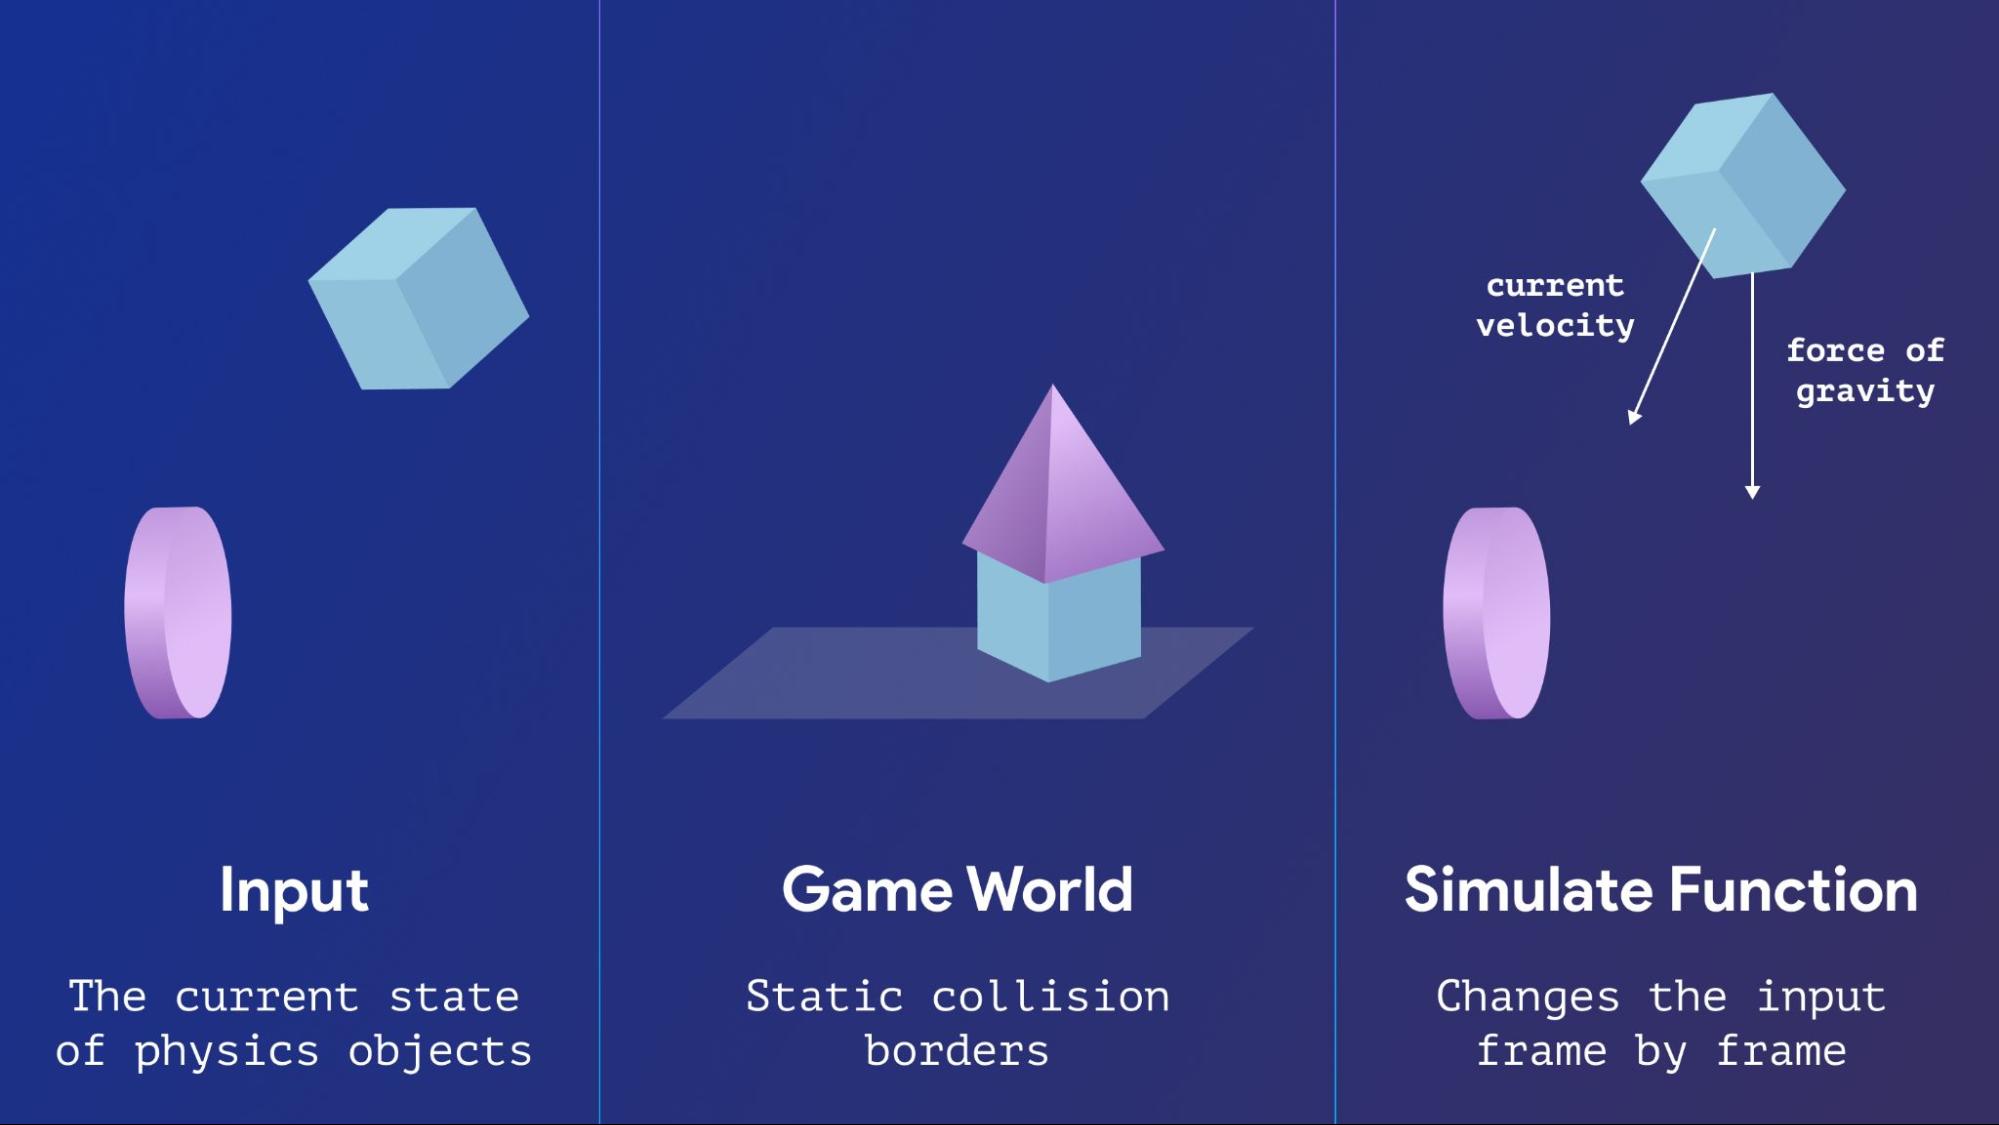 current
velocity
force of
gravity
Input
The current state
of physics objects
Game World
Static collision
borders
Simulate Function
Changes the input
frame by frame